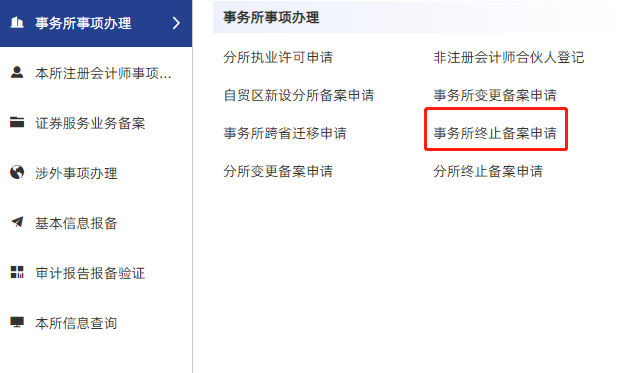 事务所事项办理
本所注册会计师事项...
证券服务业务备案
涉外事项办理
基本信息报备
审计报告报备验证
本所信息查询
事务所事项办理
分所执业许可申请
非注册会计师合伙人登记
自贸区新设分所备案申请
事务所变更备案申请
事务所跨省迁移申请
事务所终止备案申请
分所变更备案申请
分所终止备案申请